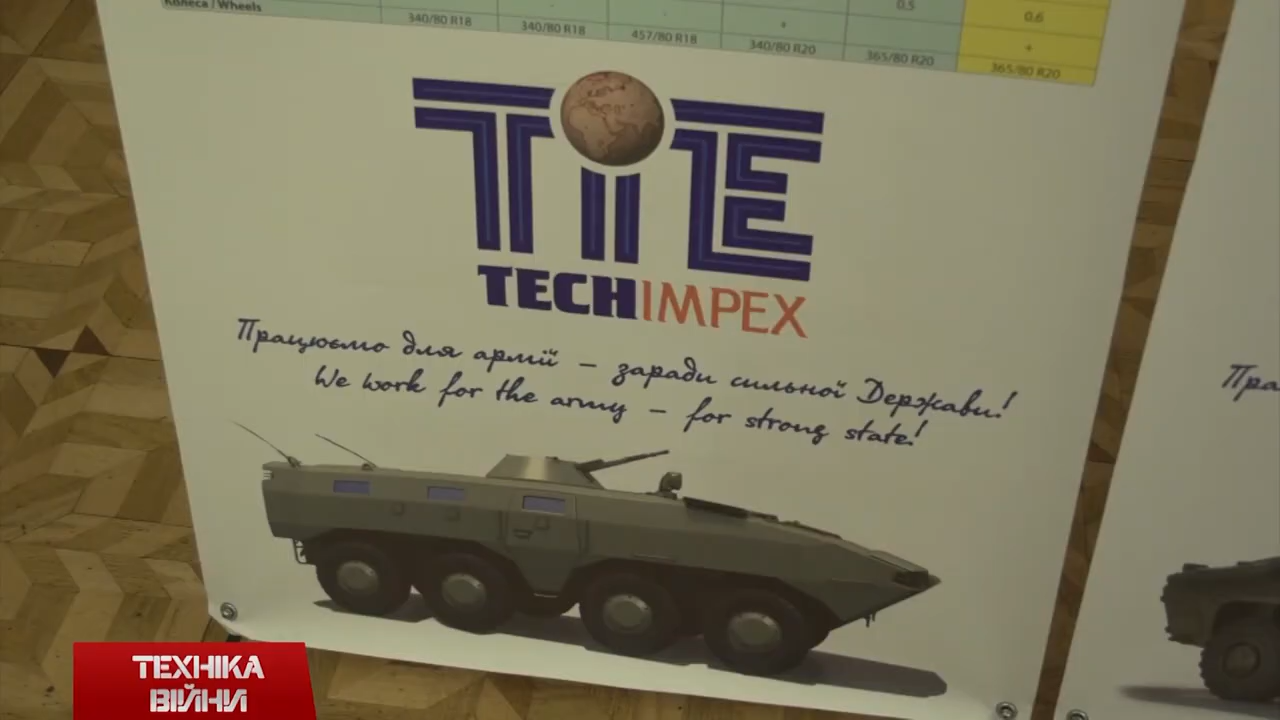 Колеса / Wheels
340/80 R18
340/80 R18
457/80 R18
+
340/80 R20
0.5
365/80 R20
0.6
+
365/80 R20
TIE
TECHIMPEX
Працюємо для армії – заради сильної Держави!
We work for the army – for strong state!
Пра
ТЕХНІКА
ВІЙНИ